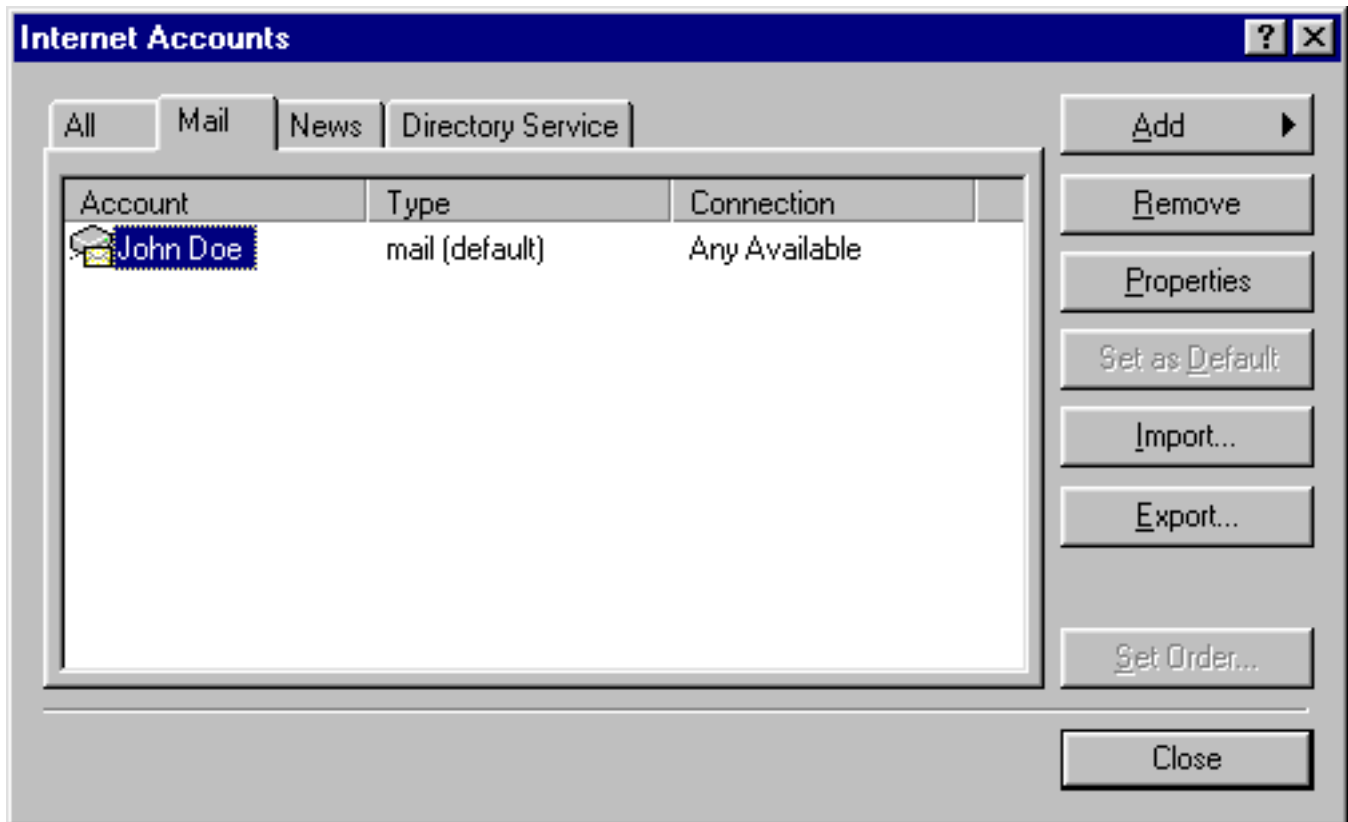 Internet Accounts
All Mail News Directory Service
Add
Account Type Connection
Remove
John Doe mail (default) Any Available
Properties
Set as Default
Import...
Export...
Set Order...
Close